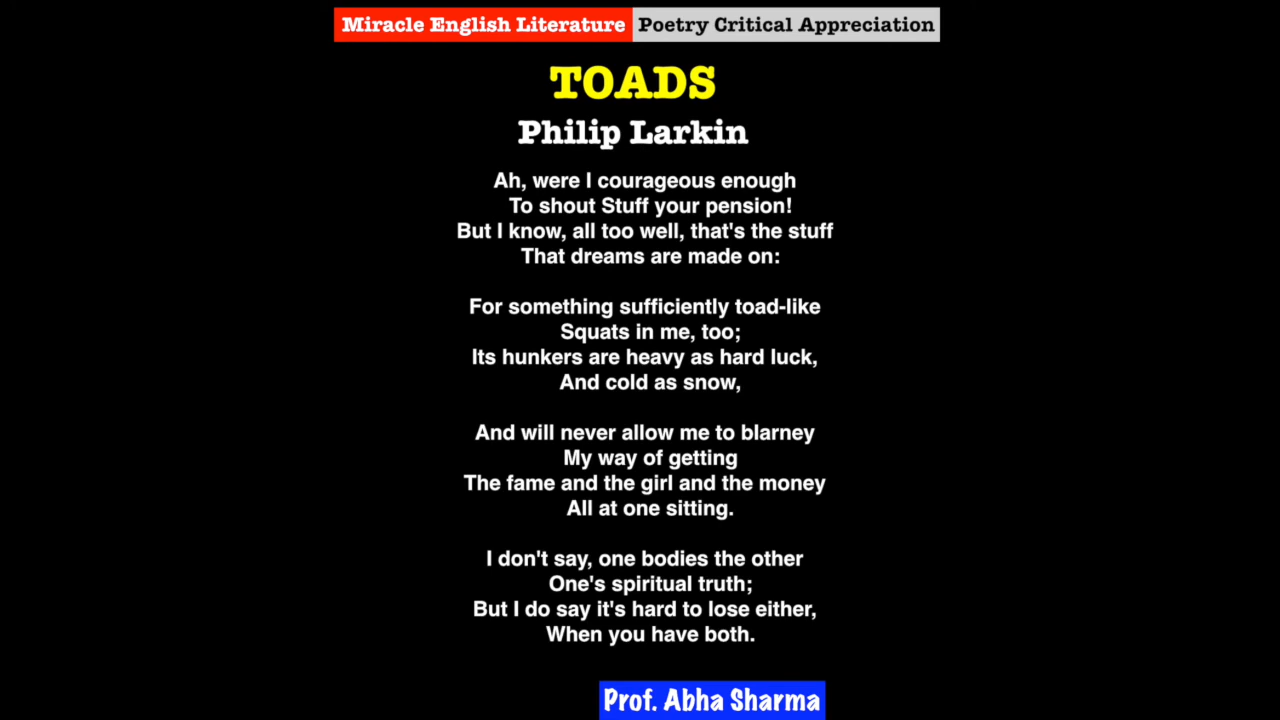 Miracle English Literature Poetry Critical Appreciation
TOADS
Philip Larkin
Ah, were I courageous enough
To shout Stuff your pension!
But I know, all too well, that's the stuff
That dreams are made on:
For something sufficiently toad-like
Squats in me, too;
Its hunkers are heavy as hard luck,
And cold as snow,
And will never allow me to blarney
My way of getting
The fame and the girl and the money
All at one sitting.
I don't say, one bodies the other
One's spiritual truth;
But I do say it's hard to lose either,
When you have both.
Prof. Abha Sharma